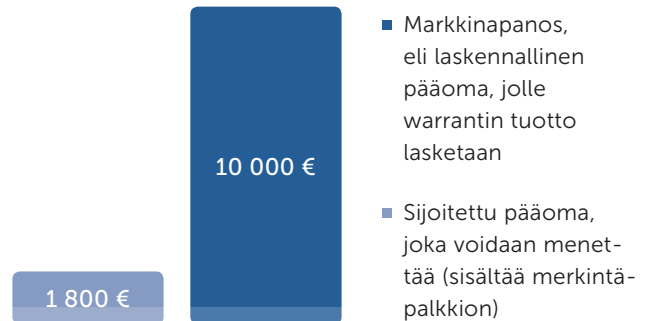 Markkinapanos,
eli laskennallinen
pääoma, jolle
warrantin tuotto
lasketaan
10 000 €
Sijoitettu pääoma,
joka voidaan menet-
tää (sisältää merkintä-
palkkion)
1 800 €